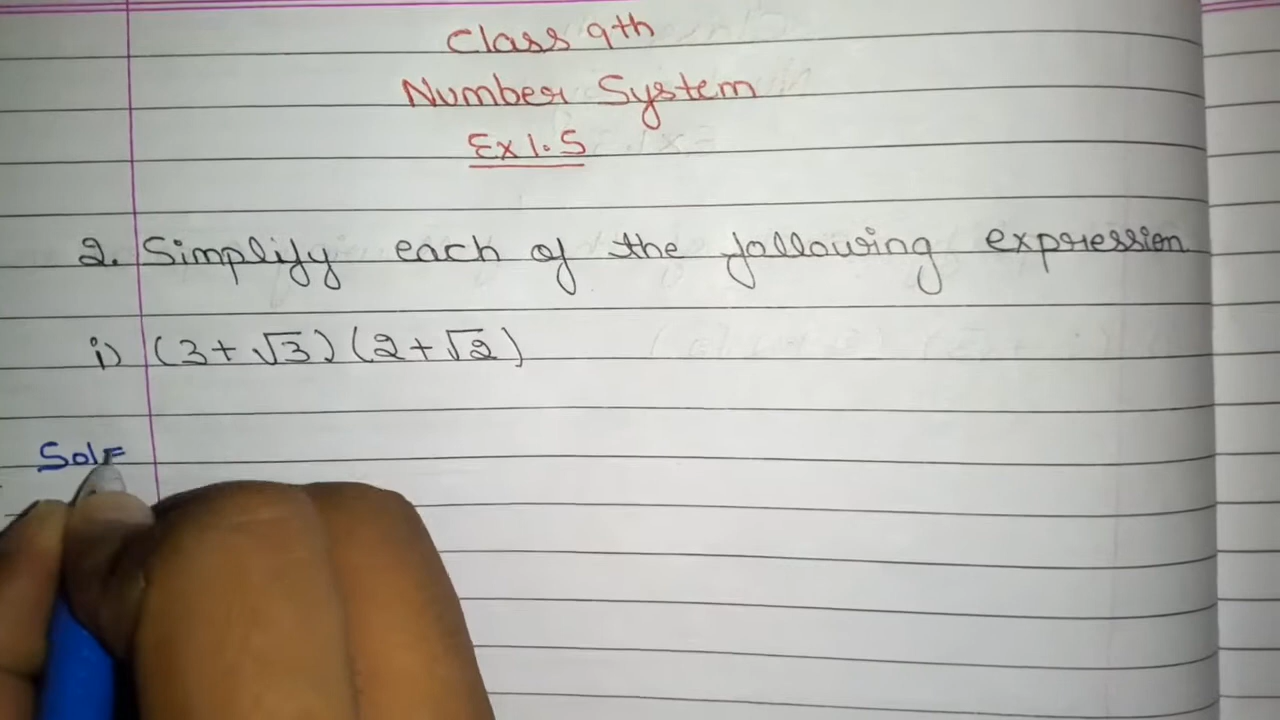 Class 9th
Number System
Ex 1.5
2. Simplify each of the following expression
i) (3+√3)(2+√2)
Sol=